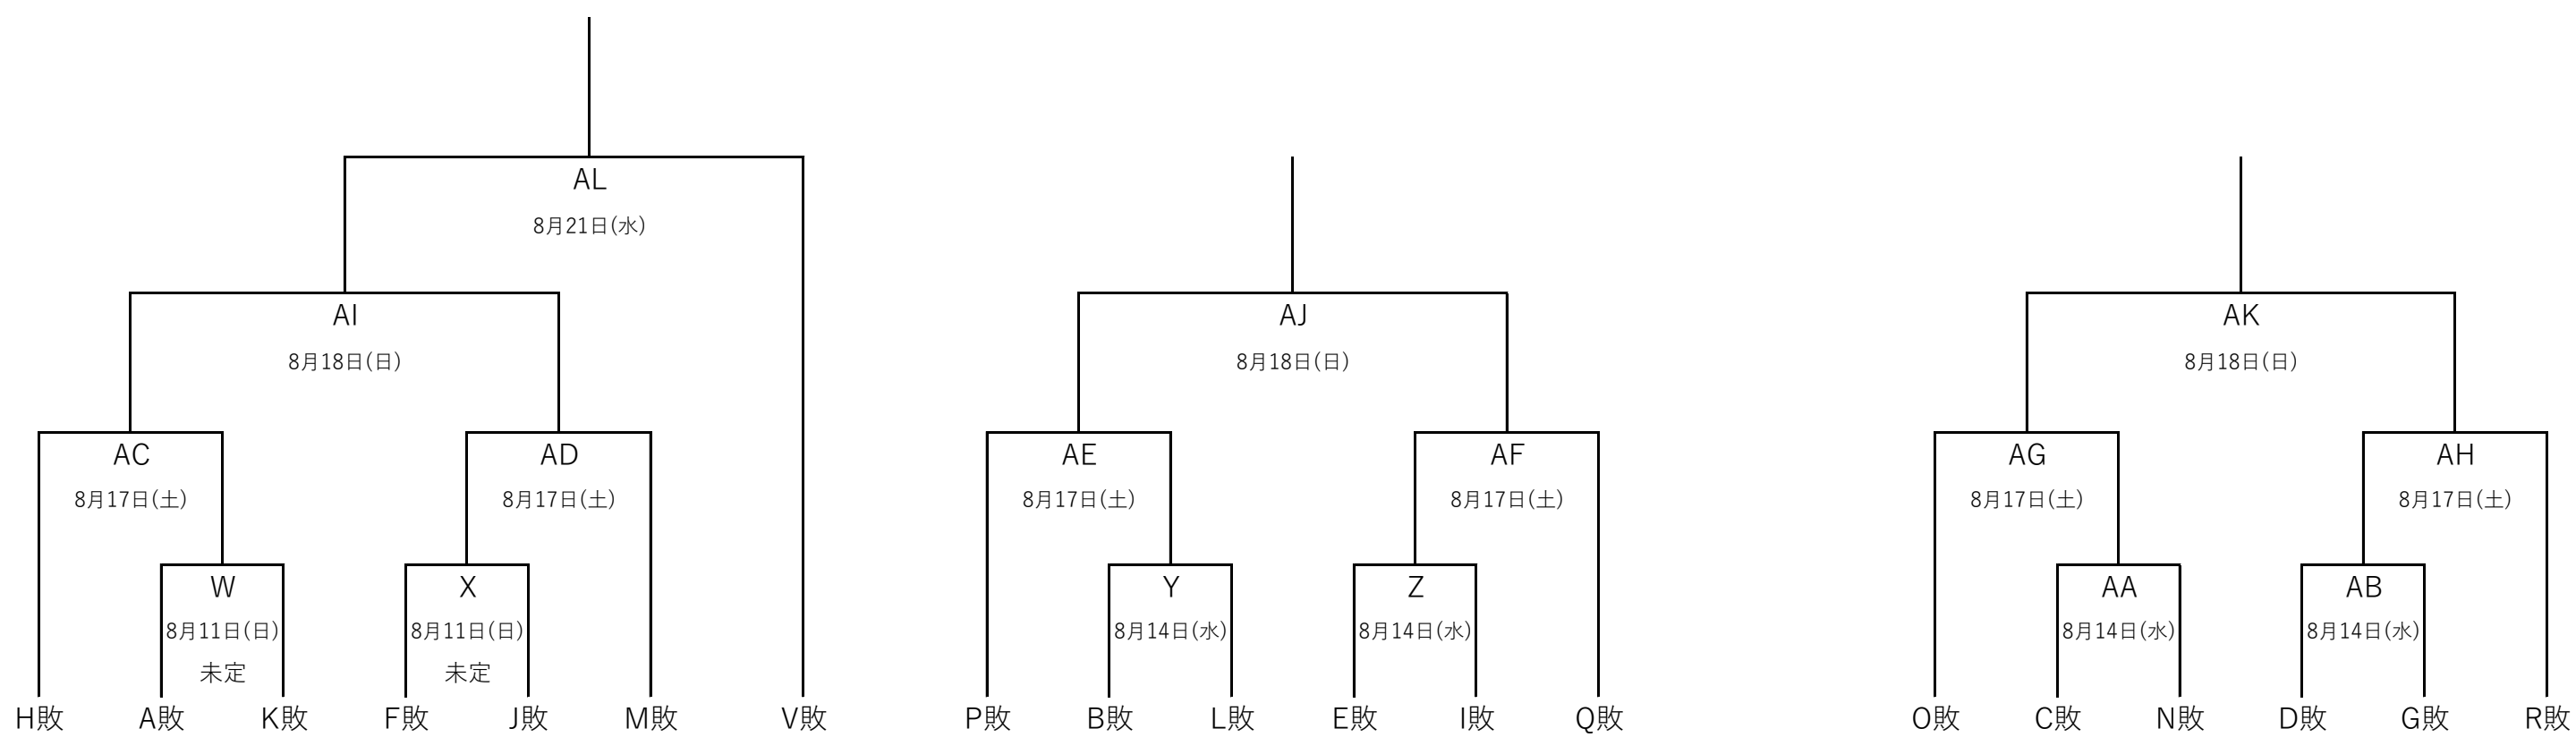 AL
8月21日(水)
AI
8月18日(日)
AJ
8月18日(日)
AK
8月18日(日)
AC
8月17日(土)
AD
8月17日(土)
AE
8月17日(土)
AF
8月17日(土)
AG
8月17日(土)
AH
8月17日(土)
W
8月11日(日)
未定
X
8月11日(日)
未定
Y
8月14日(水)
Z
8月14日(水)
AA
8月14日(水)
AB
8月14日(水)
H敗 A敗 K敗 F敗 J敗 M敗 V敗 P敗 B敗 L敗 E敗 I敗 Q敗 O敗 C敗 N敗 D敗 G敗 R敗